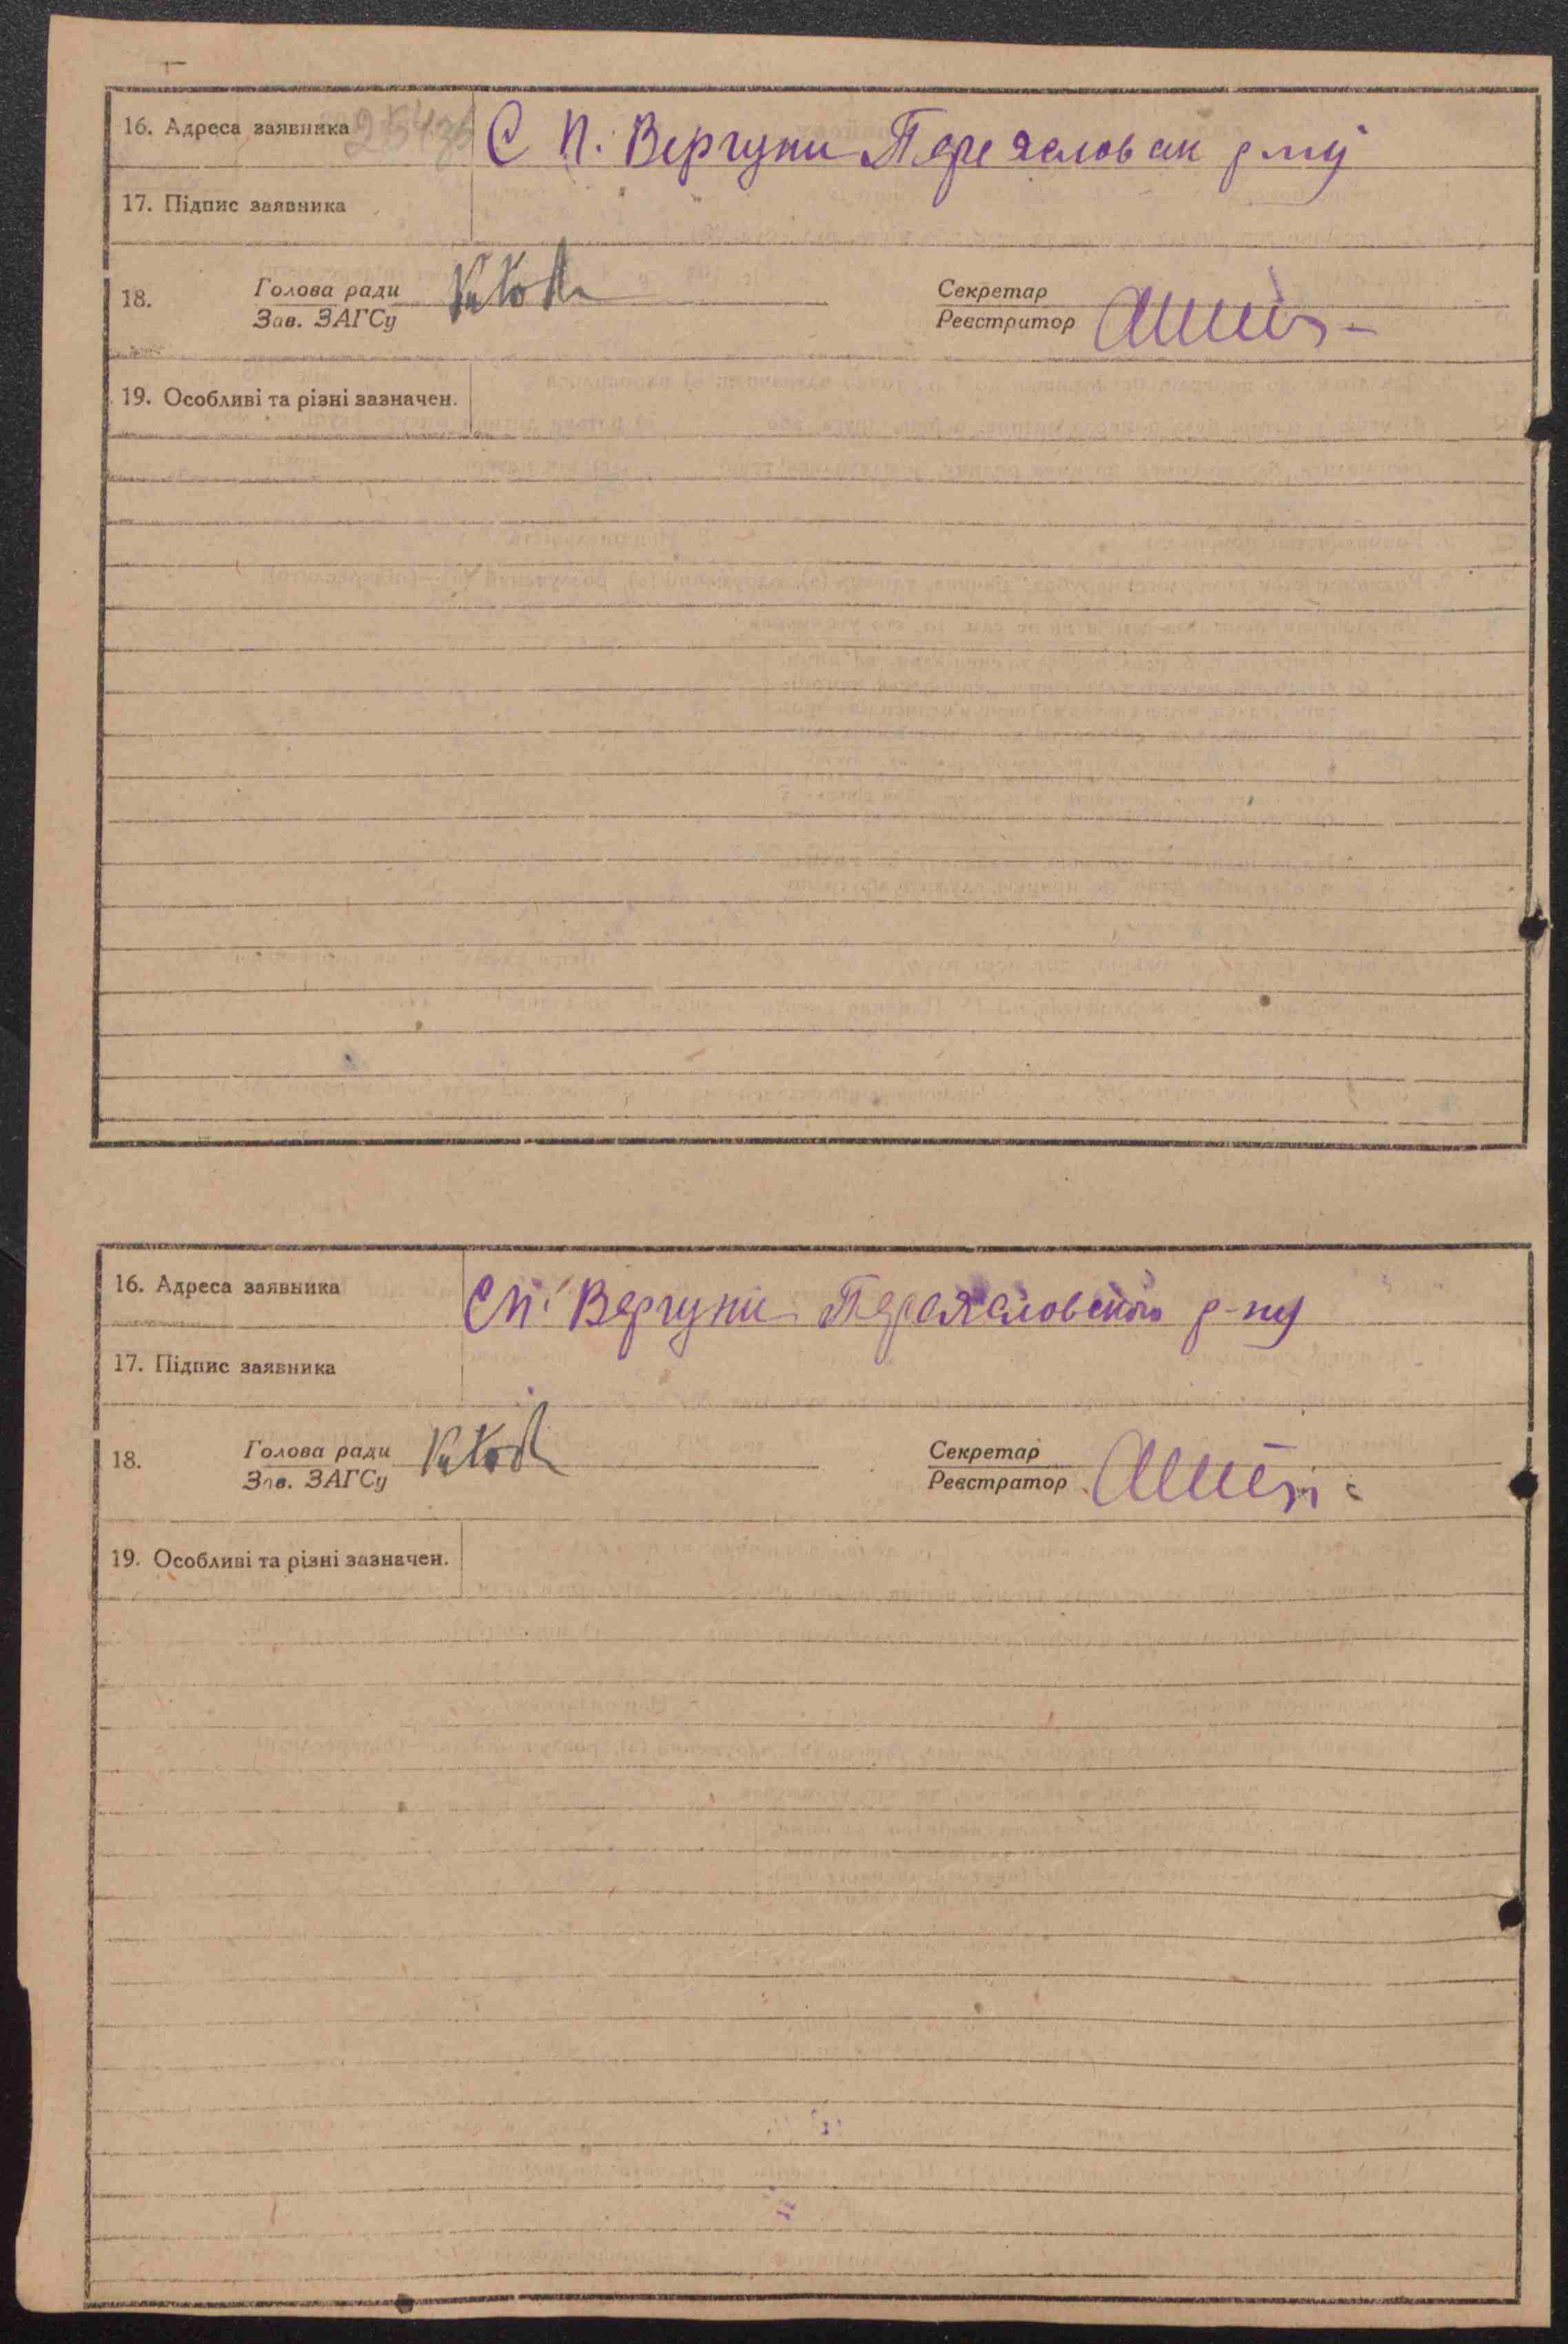 16. Адреса заявника С П. Вергуни Переяслов ск р-ну
17. Підпис заявника
18. Голова ради Секретар
Зав. ЗАГСу Реєстратор
19. Особливі та різні зазначен.
16. Адреса заявника СП. Вергуни Переясловского р-ну
17. Підпис заявника
18. Голова ради Секретар
Зав. ЗАГСу Реєстратор
19. Особливі та різні зазначен.